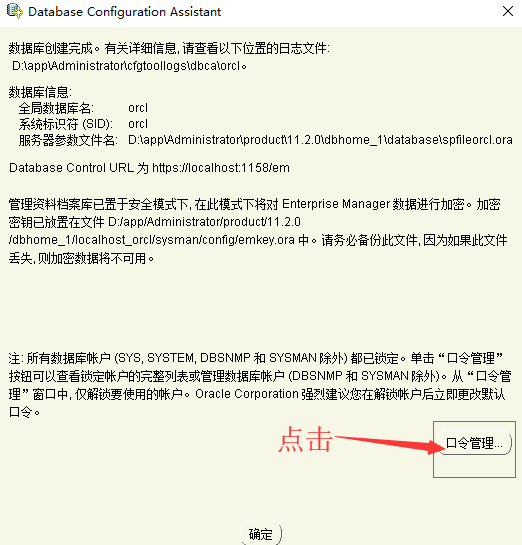 Database Configuration Assistant
数据库创建完成。有关详细信息, 请查看以下位置的日志文件:
D:\app\Administrator\cfgtoollogs\dbca\orcl。
数据库信息:
全局数据库名: orcl
系统标识符 (SID): orcl
服务器参数文件名: D:\app\Administrator\product\11.2.0\dbhome_1\database\spfileorcl.ora
Database Control URL 为 https://localhost:1158/em
管理资料档案库已置于安全模式下, 在此模式下将对 Enterprise Manager 数据进行加密。加密
密钥已放置在文件 D:/app/Administrator/product/11.2.0
/dbhome_1/localhost_orcl/sysman/config/emkey.ora 中。请务必备份此文件, 因为如果此文件
丢失, 则加密数据将不可用。
注: 所有数据库帐户 (SYS, SYSTEM, DBSNMP 和 SYSMAN 除外) 都已锁定。单击“口令管理”
按钮可以查看锁定帐户的完整列表或管理数据库帐户 (DBSNMP 和 SYSMAN 除外)。从“口令管
理”窗口中, 仅解锁要使用的帐户。Oracle Corporation 强烈建议您在解锁帐户后立即更改默认
口令。
点击
口令管理...
确定